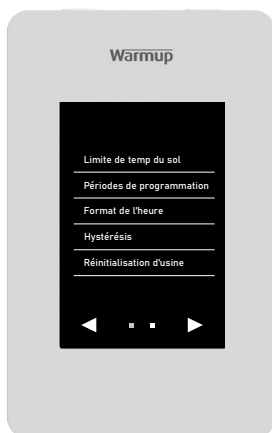 Warmup
Limite de temp du sol
Périodes de programmation
Format de l'heure
Hystérésis
Réinitialisation d'usine